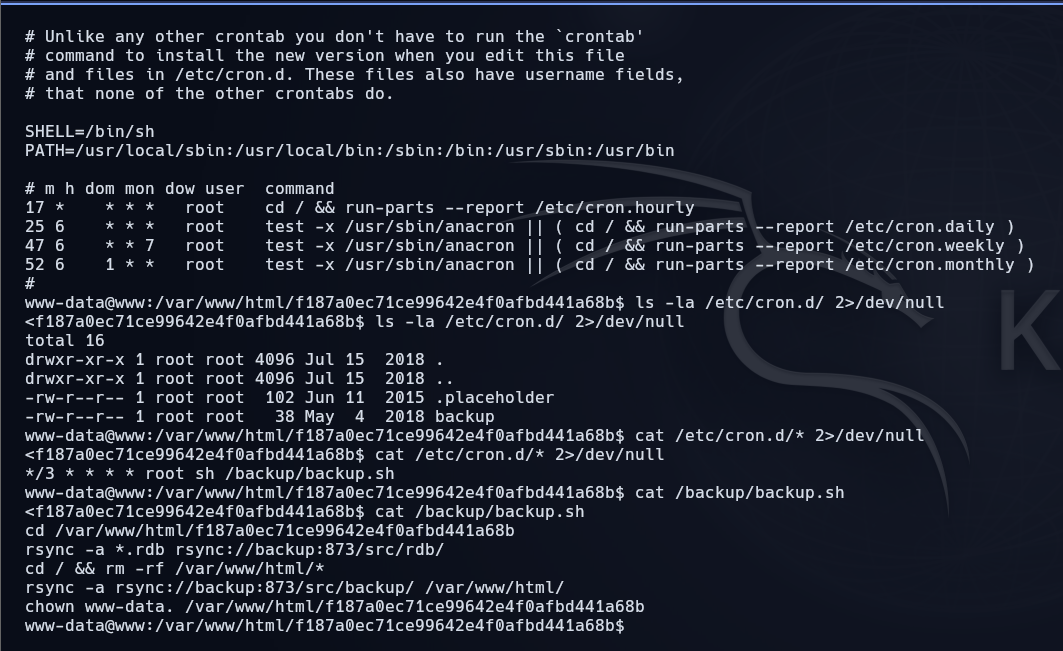 # Unlike any other crontab you don't have to run the `crontab'
# command to install the new version when you edit this file
# and files in /etc/cron.d. These files also have username fields,
# that none of the other crontabs do.
SHELL=/bin/sh
PATH=/usr/local/sbin:/usr/local/bin:/sbin:/bin:/usr/sbin:/usr/bin
# m h dom mon dow user  command
17 *    * * *   root    cd / && run-parts --report /etc/cron.hourly
25 6    * * *   root    test -x /usr/sbin/anacron || ( cd / && run-parts --report /etc/cron.daily )
47 6    * * 7   root    test -x /usr/sbin/anacron || ( cd / && run-parts --report /etc/cron.weekly )
52 6    1 * *   root    test -x /usr/sbin/anacron || ( cd / && run-parts --report /etc/cron.monthly )
#
www-data@www:/var/www/html/f187a0ec71ce99642e4f0afbd441a68b$ ls -la /etc/cron.d/ 2>/dev/null
<f187a0ec71ce99642e4f0afbd441a68b$ ls -la /etc/cron.d/ 2>/dev/null
total 16
drwxr-xr-x 1 root root 4096 Jul 15  2018 .
drwxr-xr-x 1 root root 4096 Jul 15  2018 ..
-rw-r--r-- 1 root root  102 Jun 11  2015 .placeholder
-rw-r--r-- 1 root root   38 May  4  2018 backup
www-data@www:/var/www/html/f187a0ec71ce99642e4f0afbd441a68b$ cat /etc/cron.d/* 2>/dev/null
<f187a0ec71ce99642e4f0afbd441a68b$ cat /etc/cron.d/* 2>/dev/null
*/3 * * * * root sh /backup/backup.sh
www-data@www:/var/www/html/f187a0ec71ce99642e4f0afbd441a68b$ cat /backup/backup.sh
<f187a0ec71ce99642e4f0afbd441a68b$ cat /backup/backup.sh
cd /var/www/html/f187a0ec71ce99642e4f0afbd441a68b
rsync -a *.rdb rsync://backup:873/src/rdb/
cd / && rm -rf /var/www/html/*
rsync -a rsync://backup:873/src/backup/ /var/www/html/
chown www-data. /var/www/html/f187a0ec71ce99642e4f0afbd441a68b
www-data@www:/var/www/html/f187a0ec71ce99642e4f0afbd441a68b$
K